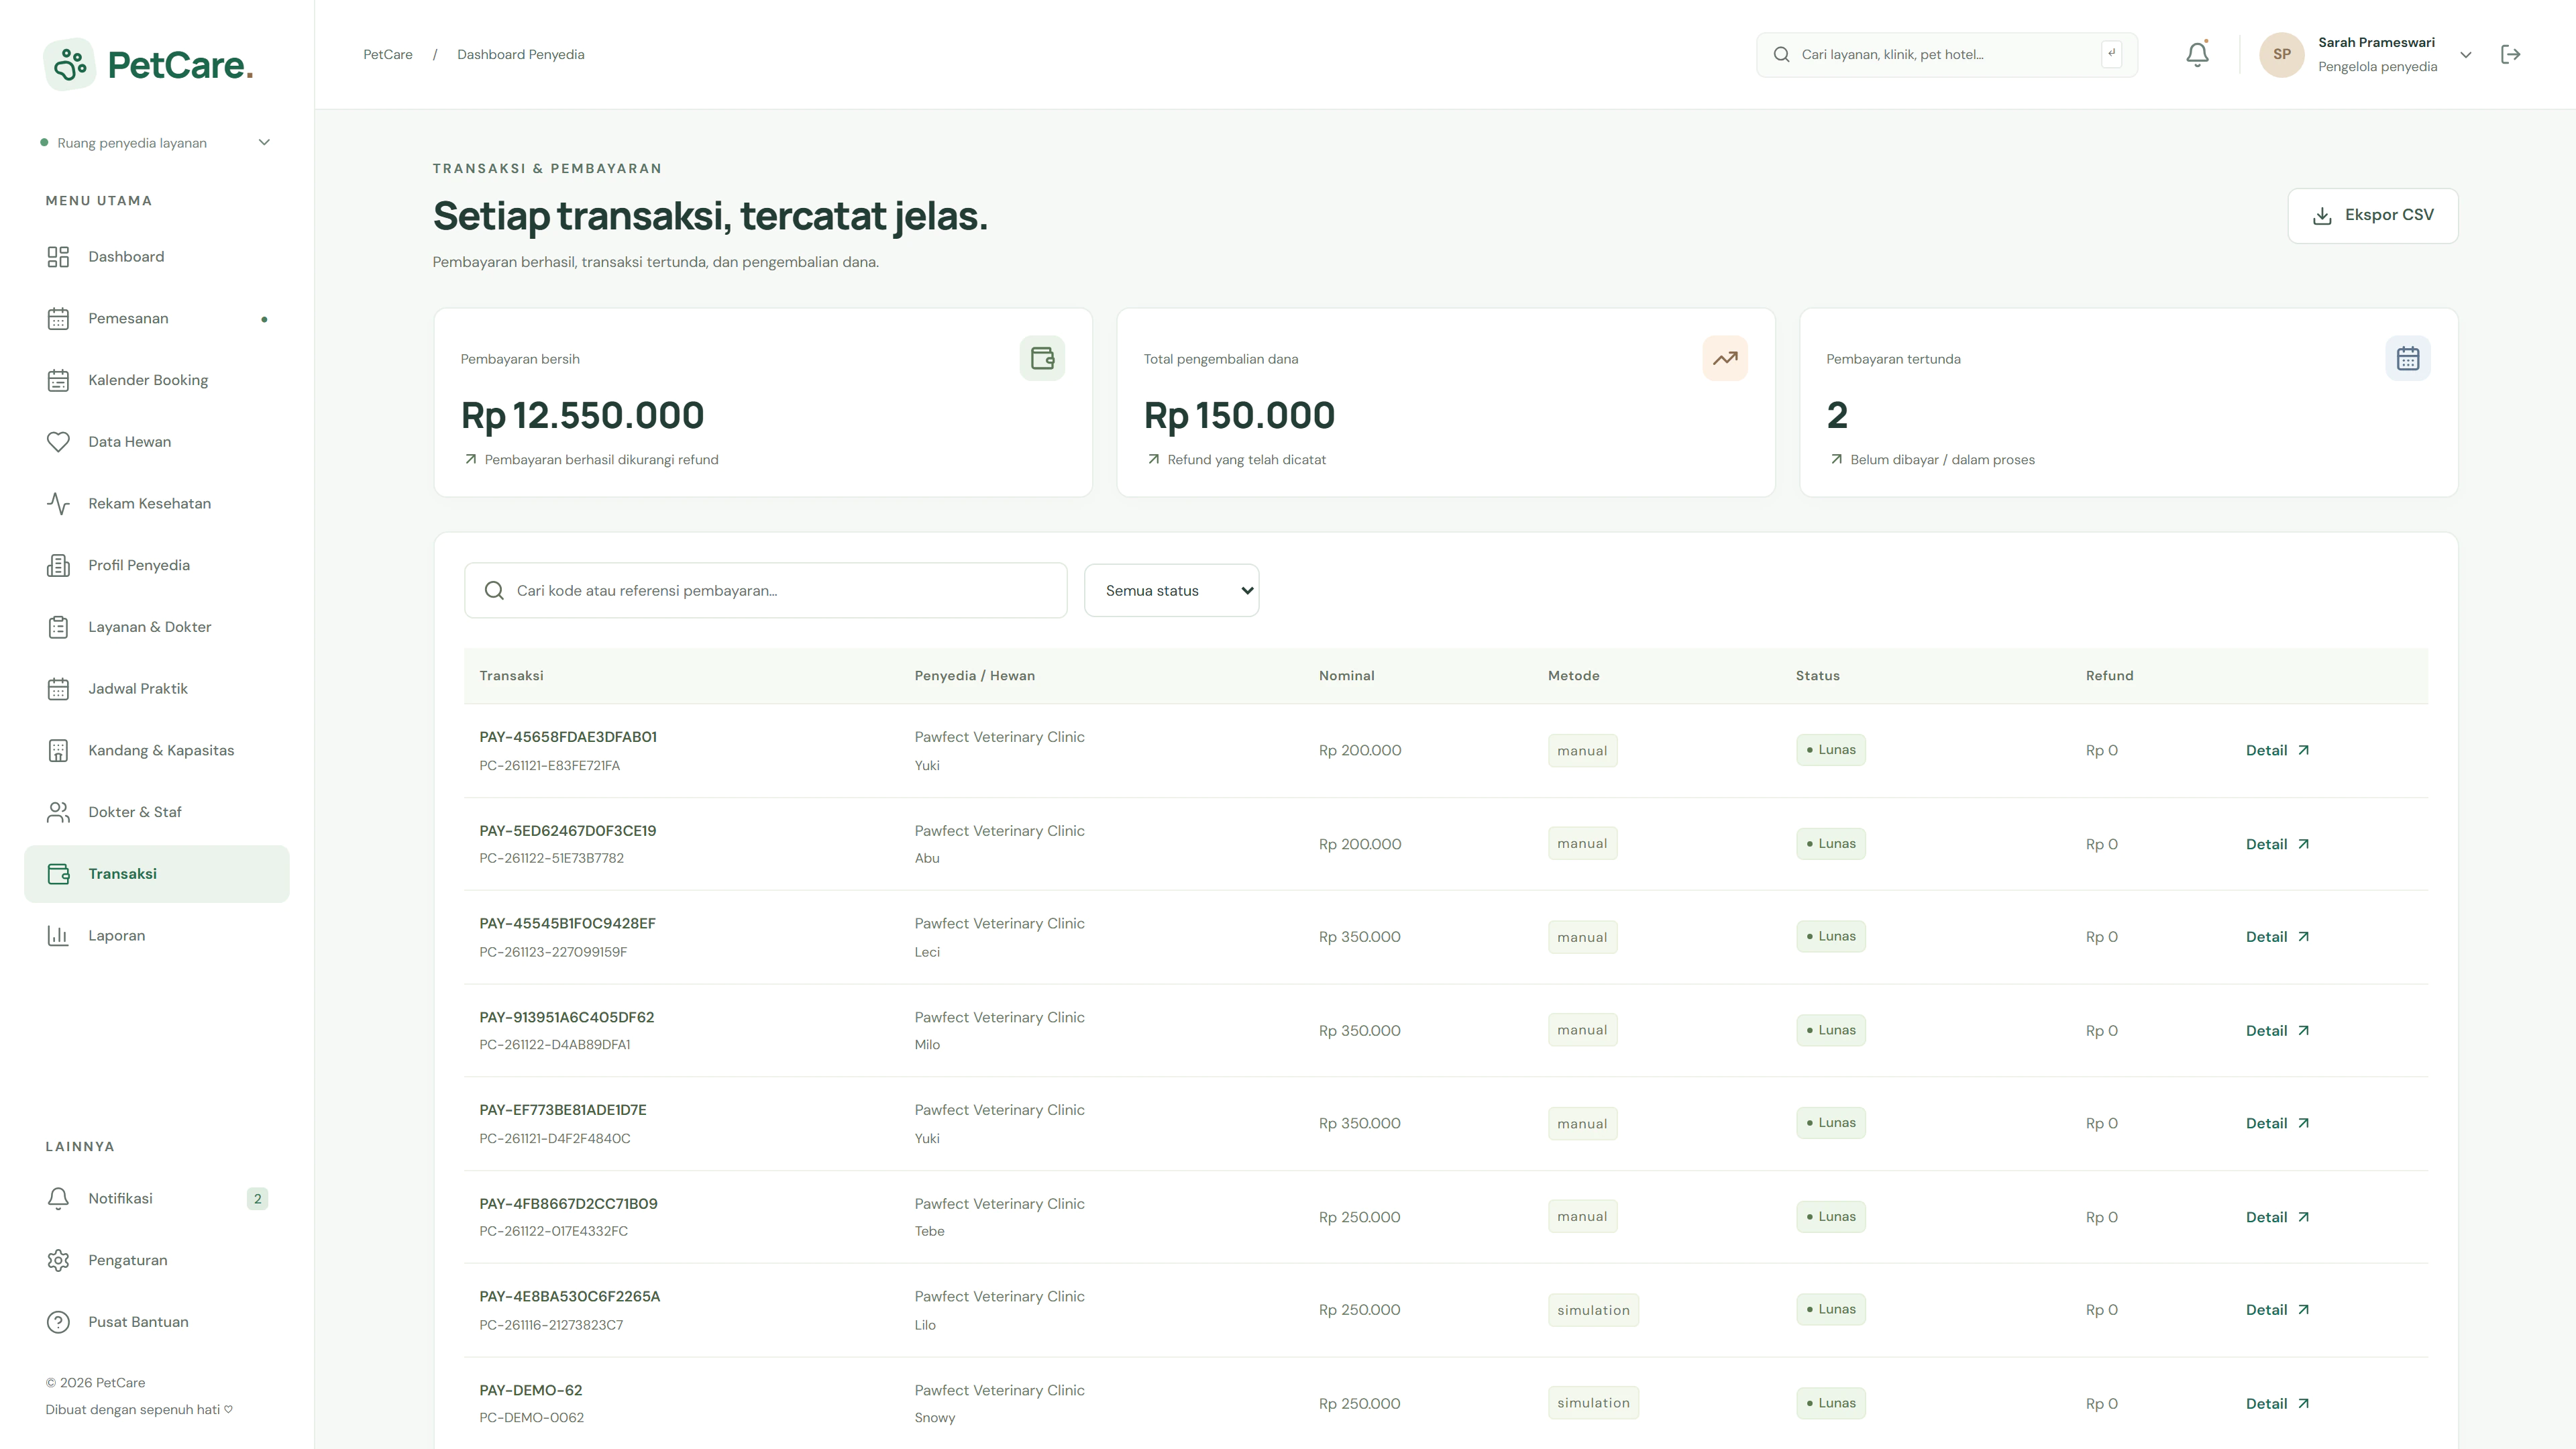 PetCare.
Ruang penyedia layanan
MENU UTAMA
Dashboard
Pemesanan
Kalender Booking
Data Hewan
Rekam Kesehatan
Profil Penyedia
Layanan & Dokter
Jadwal Praktik
Kandang & Kapasitas
Dokter & Staf
Transaksi
Laporan
LAINNYA
Notifikasi 2
Pengaturan
Pusat Bantuan
© 2026 PetCare
Dibuat dengan sepenuh hati ♡
PetCare / Dashboard Penyedia
Cari layanan, klinik, pet hotel... ↵
SP
Sarah Prameswari
Pengelola penyedia
TRANSAKSI & PEMBAYARAN
Setiap transaksi, tercatat jelas.
Pembayaran berhasil, transaksi tertunda, dan pengembalian dana.
Ekspor CSV
Pembayaran bersih
Rp 12.550.000
Pembayaran berhasil dikurangi refund
Total pengembalian dana
Rp 150.000
Refund yang telah dicatat
Pembayaran tertunda
2
Belum dibayar / dalam proses
Cari kode atau referensi pembayaran...
Semua status
Transaksi Penyedia / Hewan Nominal Metode Status Refund
PAY-45658FDAE3DFAB01 Pawfect Veterinary Clinic Rp 200.000 manual Lunas Rp 0 Detail
PC-261121-E83FE721FA Yuki
PAY-5ED62467D0F3CE19 Pawfect Veterinary Clinic Rp 200.000 manual Lunas Rp 0 Detail
PC-261122-51E73B7782 Abu
PAY-45545B1F0C9428EF Pawfect Veterinary Clinic Rp 350.000 manual Lunas Rp 0 Detail
PC-261123-227099159F Leci
PAY-913951A6C405DF62 Pawfect Veterinary Clinic Rp 350.000 manual Lunas Rp 0 Detail
PC-261122-D4AB89DFA1 Milo
PAY-EF773BE81ADE1D7E Pawfect Veterinary Clinic Rp 350.000 manual Lunas Rp 0 Detail
PC-261121-D4F2F4840C Yuki
PAY-4FB8667D2CC71B09 Pawfect Veterinary Clinic Rp 250.000 manual Lunas Rp 0 Detail
PC-261122-017E4332FC Tebe
PAY-4E8BA530C6F2265A Pawfect Veterinary Clinic Rp 250.000 simulation Lunas Rp 0 Detail
PC-261116-21273823C7 Lilo
PAY-DEMO-62 Pawfect Veterinary Clinic Rp 250.000 simulation Lunas Rp 0 Detail
PC-DEMO-0062 Snowy